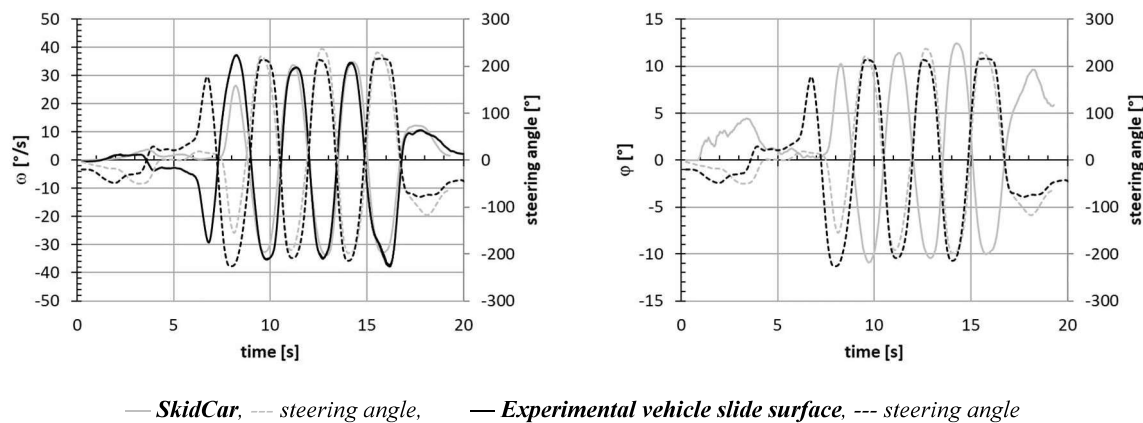 50 300 15 300
40 200 10 200
30
20 100 5 100
10
ω [°/s] 0 0 steering angle [°] φ [°] 0 0 steering angle [°]
-10
-20 -100 -5 -100
-30
-40 -200 -10 -200
-50 -300 -15 -300
0 5 10 15 20 0 5 10 15 20
time [s] time [s]
SkidCar, --- steering angle, Experimental vehicle slide surface, --- steering angle